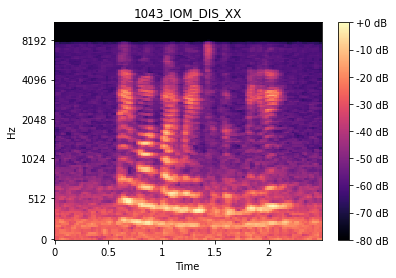 1043_IOM_DIS_XX
Hz
8192
4096
2048
1024
512
0
0
0.5
1
1.5
2
Time
+0 dB
-10 dB
-20 dB
-30 dB
-40 dB
-50 dB
-60 dB
-70 dB
-80 dB